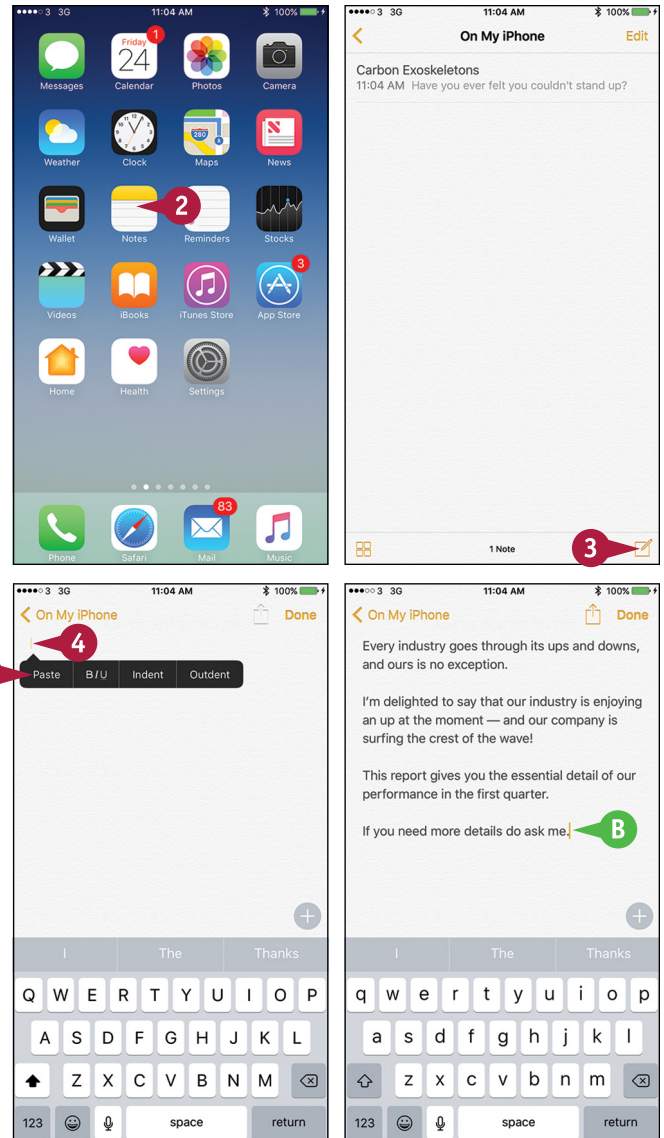 3 3G 11:04 AM 100%
Friday
24
1
Messages Calendar Photos Camera
280
Weather Clock Maps News
2
Wallet Notes Reminders Stocks
3
Videos iBooks iTunes Store App Store
Home Health Settings
83
Phone Safari Mail Music
3 3G 11:04 AM 100%
On My iPhone Edit
Carbon Exoskeletons
11:04 AM Have you ever felt you couldn't stand up?
1 Note
3
3 3G 11:04 AM 100%
On My iPhone Done
4
Paste B I U Indent Outdent
+
I The Thanks
Q W E R T Y U I O P
A S D F G H J K L
Z X C V B N M
123 space return
3 3G 11:04 AM 100%
On My iPhone Done
Every industry goes through its ups and downs,
and ours is no exception.
I'm delighted to say that our industry is enjoying
an up at the moment — and our company is
surfing the crest of the wave!
This report gives you the essential detail of our
performance in the first quarter.
If you need more details do ask me.
B
+
I The Thanks
q w e r t y u i o p
a s d f g h j k l
z x c v b n m
123 space return